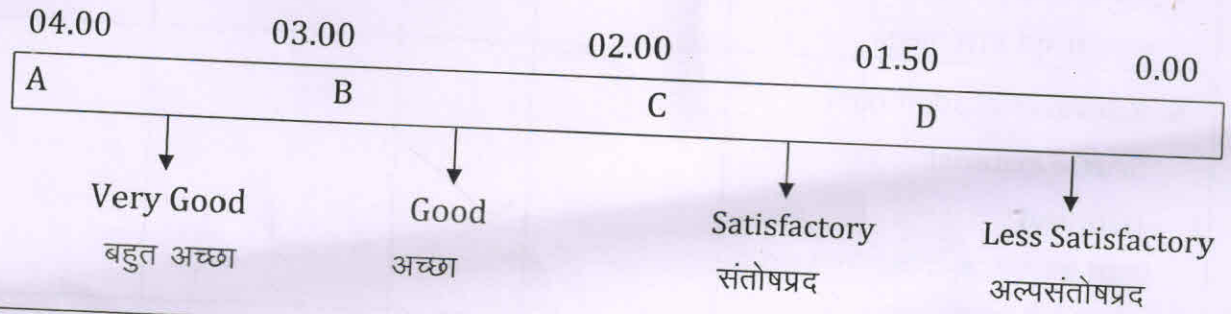 04.00 03.00 02.00 01.50 0.00
A B C D
Very Good Good Satisfactory Less Satisfactory
बहुत अच्छा अच्छा संतोषप्रद अल्पसंतोषप्रद